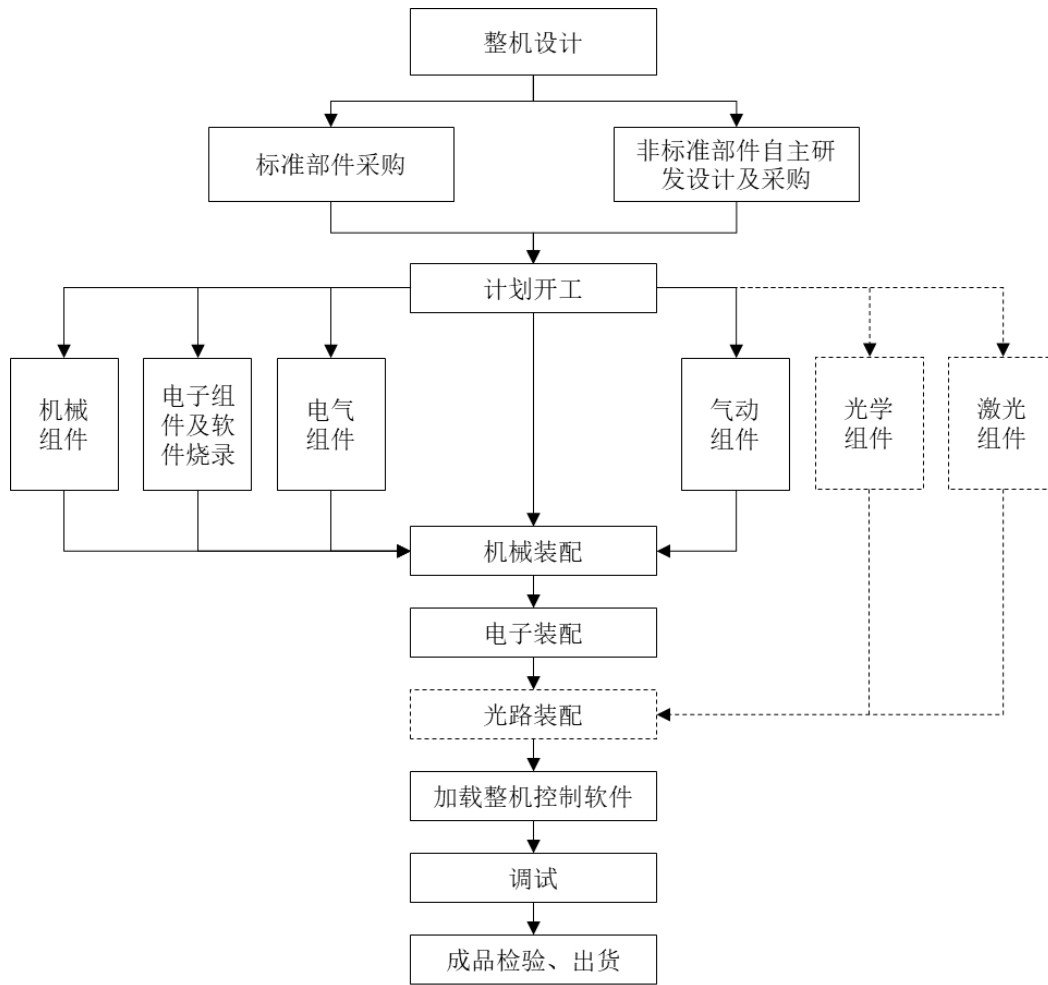 整机设计
标准部件采购
非标准部件自主研
发设计及采购
计划开工
机械
组件
电子组
件及软
件烧录
电气
组件
气动
组件
光学
组件
激光
组件
机械装配
电子装配
光路装配
加载整机控制软件
调试
成品检验、出货